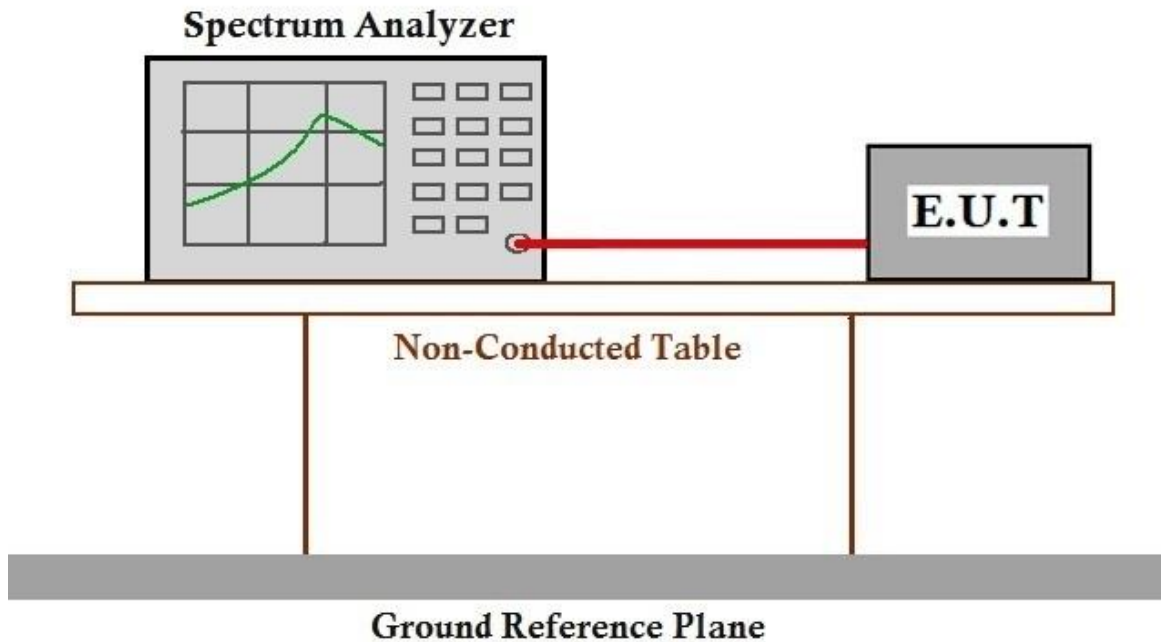 Spectrum Analyzer
E.U.T
Non-Conducted Table
Ground Reference Plane